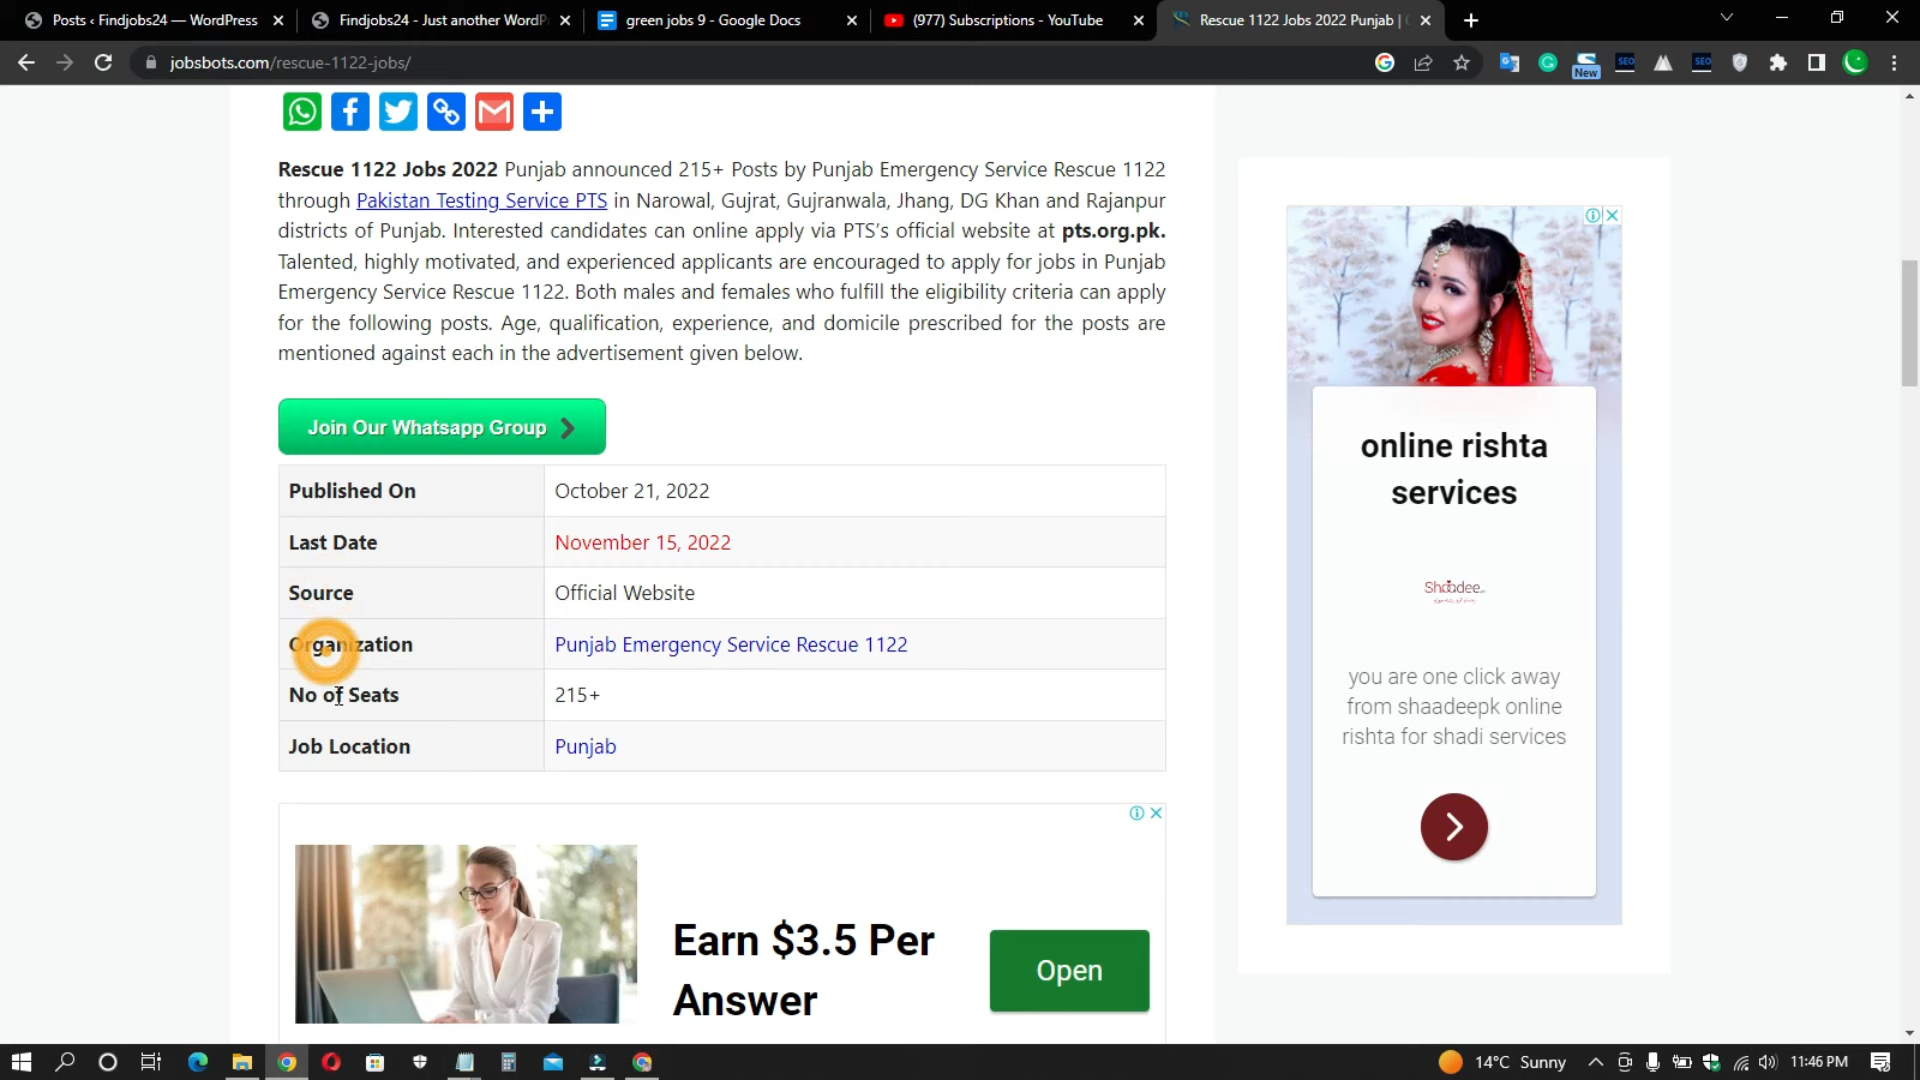 Posts ‹ Findjobs24 — WordPress
Findjobs24 - Just another WordP
green jobs 9 - Google Docs
(977) Subscriptions - YouTube
Rescue 1122 Jobs 2022 Punjab |
jobsbots.com/rescue-1122-jobs/
SEO
SEO
New
Rescue 1122 Jobs 2022 Punjab announced 215+ Posts by Punjab Emergency Service Rescue 1122
through Pakistan Testing Service PTS in Narowal, Gujrat, Gujranwala, Jhang, DG Khan and Rajanpur
districts of Punjab. Interested candidates can online apply via PTS's official website at pts.org.pk.
Talented, highly motivated, and experienced applicants are encouraged to apply for jobs in Punjab
Emergency Service Rescue 1122. Both males and females who fulfill the eligibility criteria can apply
for the following posts. Age, qualification, experience, and domicile prescribed for the posts are
mentioned against each in the advertisement given below.
Join Our Whatsapp Group
Published On October 21, 2022
Last Date November 15, 2022
Source Official Website
Organization Punjab Emergency Service Rescue 1122
No of Seats 215+
Job Location Punjab
Earn $3.5 Per
Answer
Open
online rishta
services
Shaadee
you are one click away
from shaadeepk online
rishta for shadi services
14°C Sunny
11:46 PM